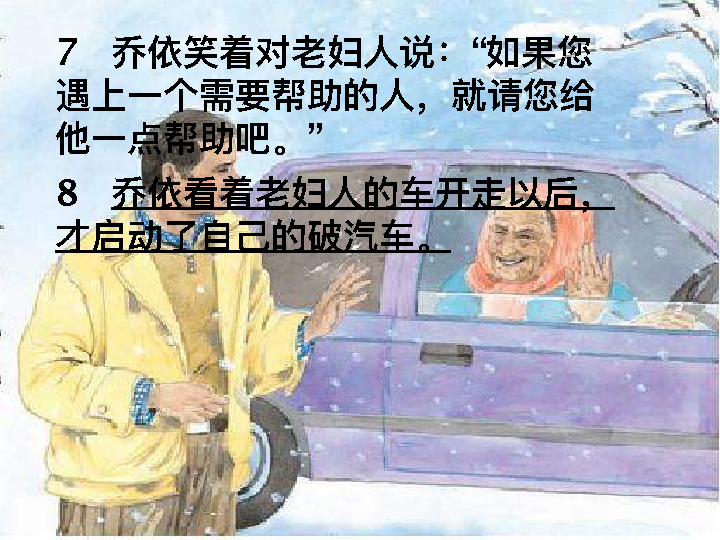 7 乔依笑着对老妇人说：“如果您
遇上一个需要帮助的人，就请您给
他一点帮助吧。”
8 乔依看着老妇人的车开走以后，
才启动了自己的破汽车。